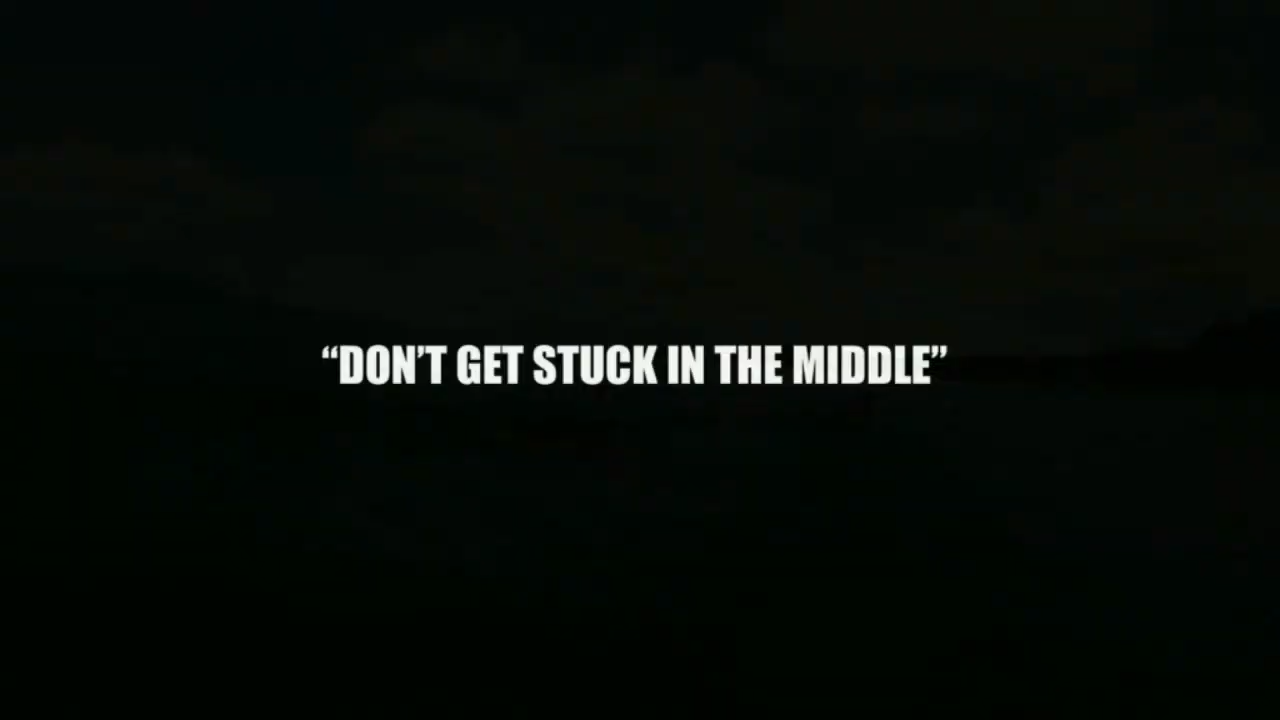 “DON’T GET STUCK IN THE MIDDLE”